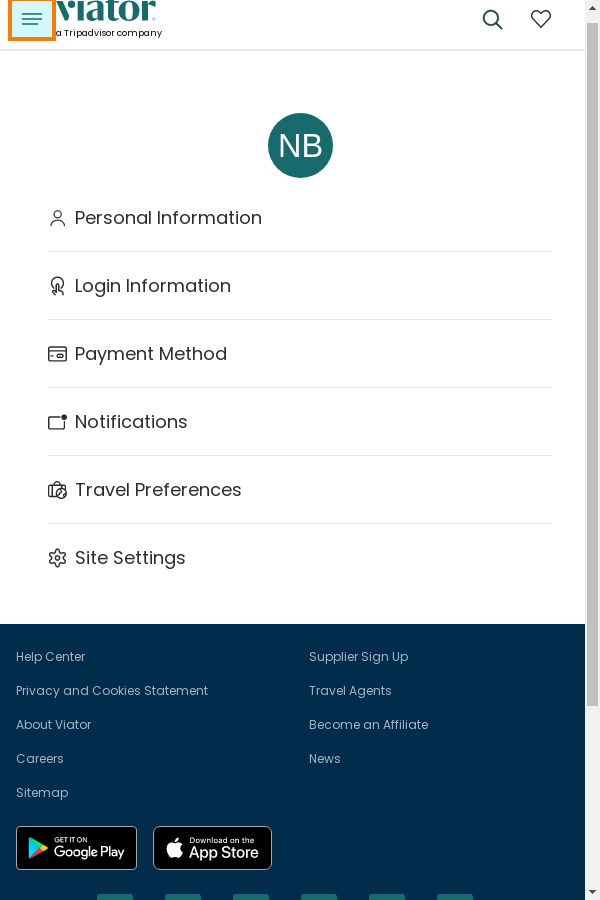 viator
a Tripadvisor company
NB
Personal Information
Login Information
Payment Method
Notifications
Travel Preferences
Site Settings
Help Center
Supplier Sign Up
Privacy and Cookies Statement
Travel Agents
About Viator
Become an Affiliate
Careers
News
Sitemap
GET IT ON
Google Play
Download on the
App Store